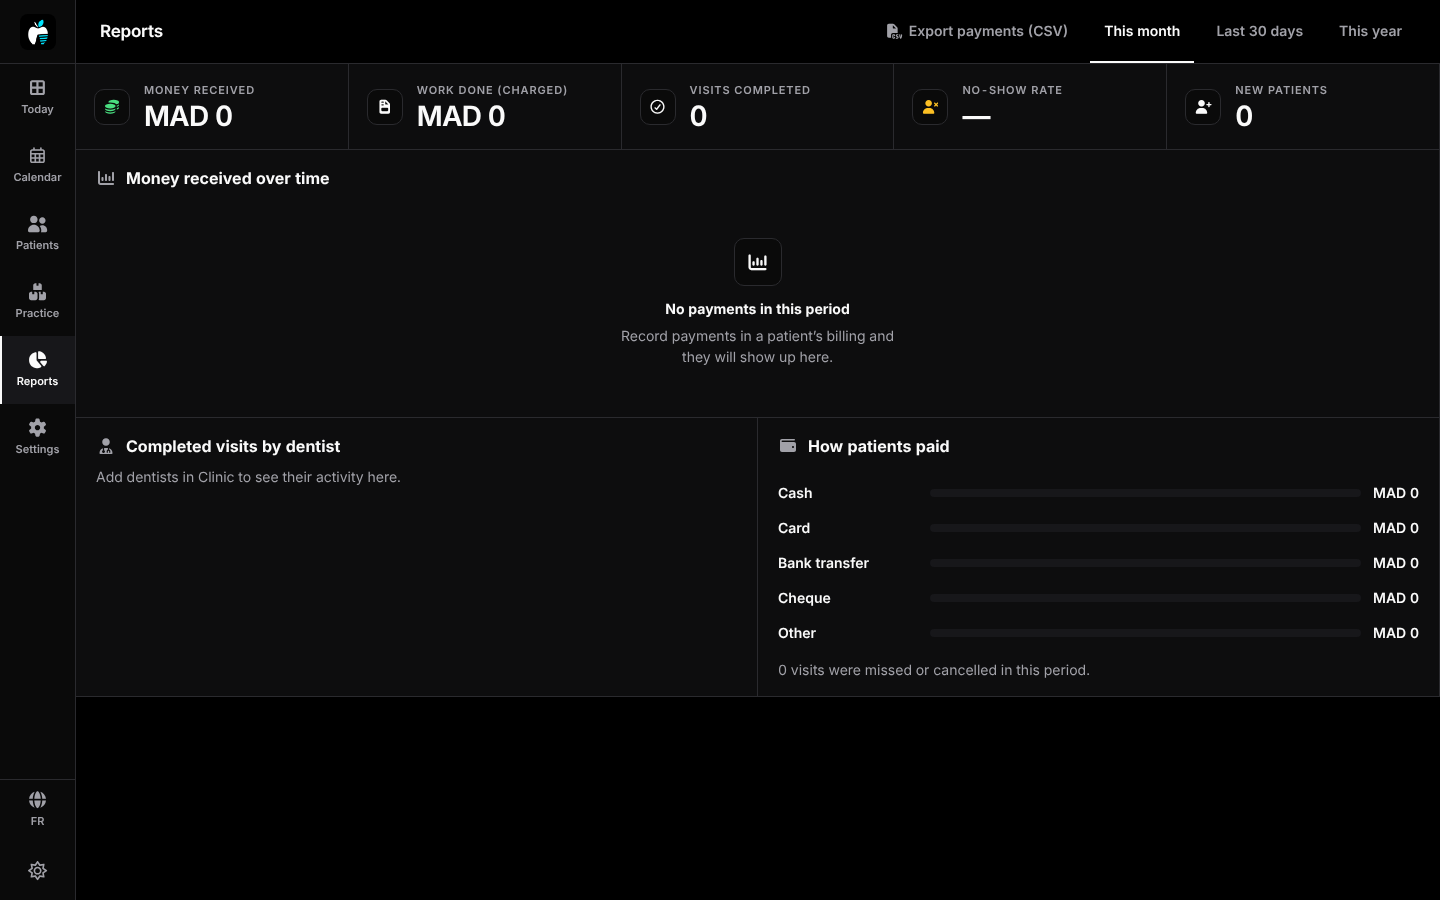 Reports
Export payments (CSV)
This month
Last 30 days
This year
Today
Calendar
Patients
Practice
Reports
Settings
FR
MONEY RECEIVED
MAD 0
WORK DONE (CHARGED)
MAD 0
VISITS COMPLETED
0
NO-SHOW RATE
—
NEW PATIENTS
0
Money received over time
No payments in this period
Record payments in a patient’s billing and
they will show up here.
Completed visits by dentist
Add dentists in Clinic to see their activity here.
How patients paid
Cash MAD 0
Card MAD 0
Bank transfer MAD 0
Cheque MAD 0
Other MAD 0
0 visits were missed or cancelled in this period.